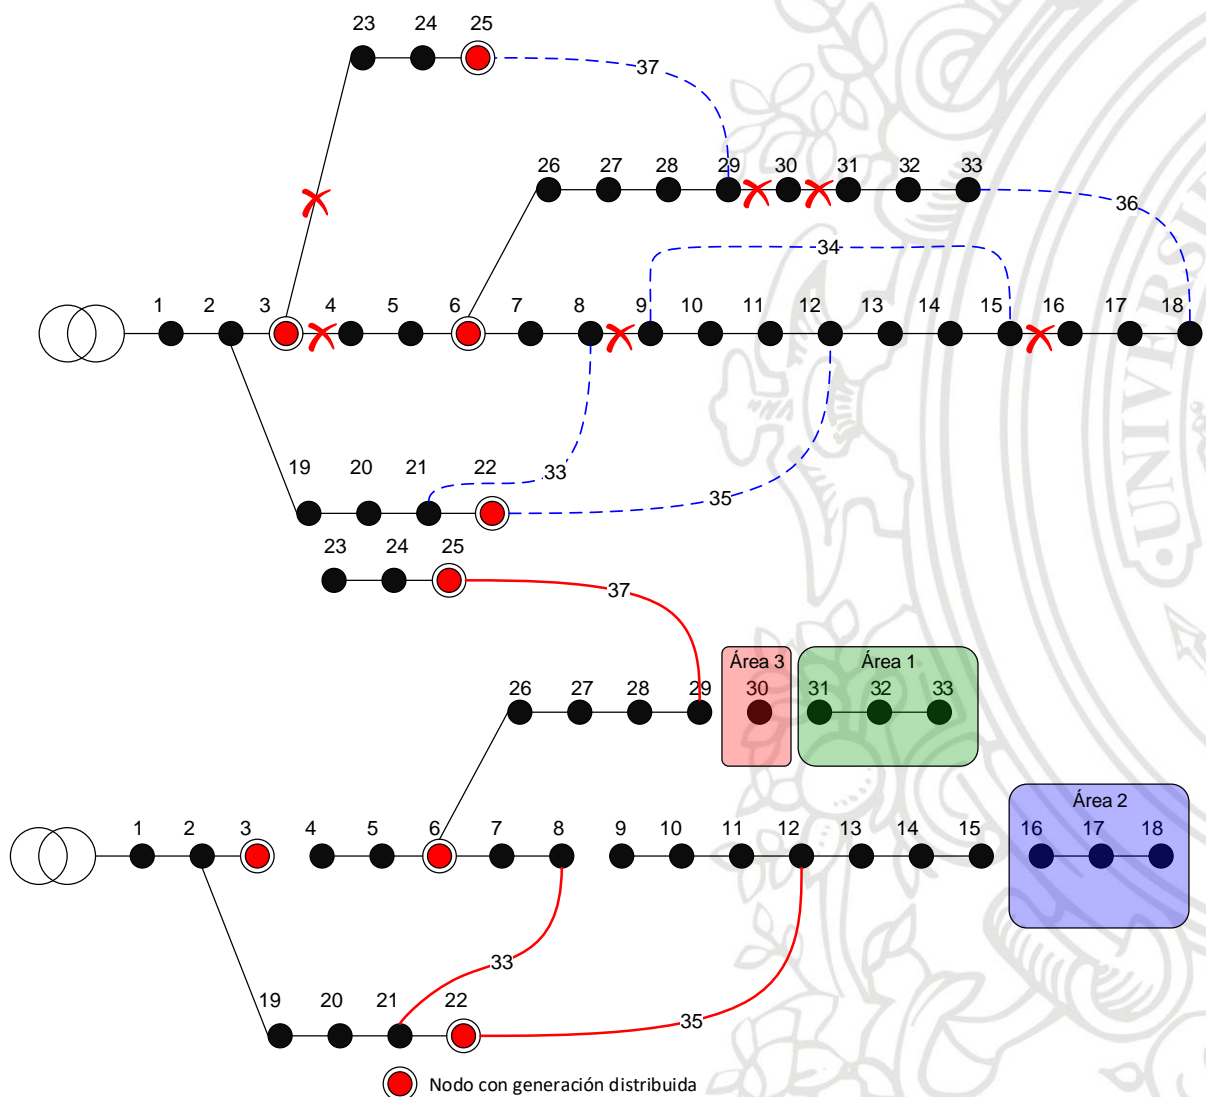 23 24 25
37
26 27 28 29 30 31 32 33
36
34
1 2 3 4 5 6 7 8 9 10 11 12 13 14 15 16 17 18
19 20 21 22
33
35
23 24 25
37
Área 3 Área 1
26 27 28 29 30 31 32 33
Área 2
1 2 3 4 5 6 7 8 9 10 11 12 13 14 15 16 17 18
33
19 20 21 22
35
Nodo con generación distribuida
UNIVERSI